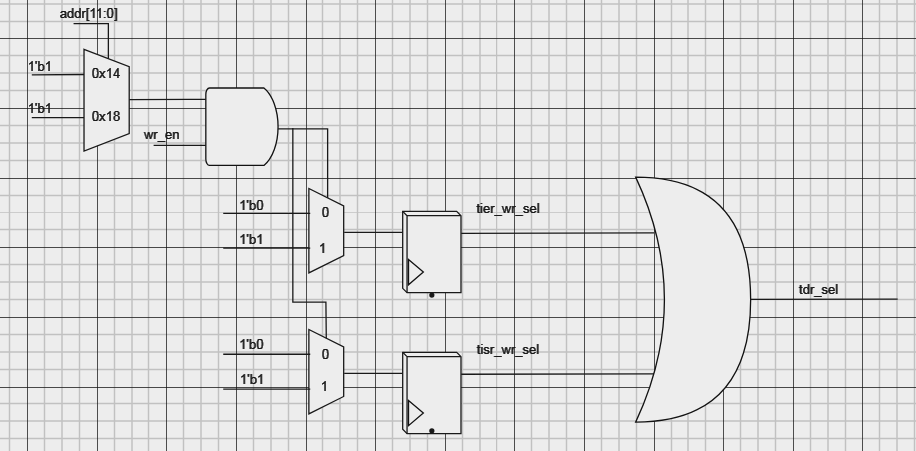 addr[11:0]
1'b1
0x14
1'b1
0x18
wr_en
1'b0
0
1'b1
1
tier_wr_sel
tdr_sel
1'b0
0
1'b1
1
tisr_wr_sel